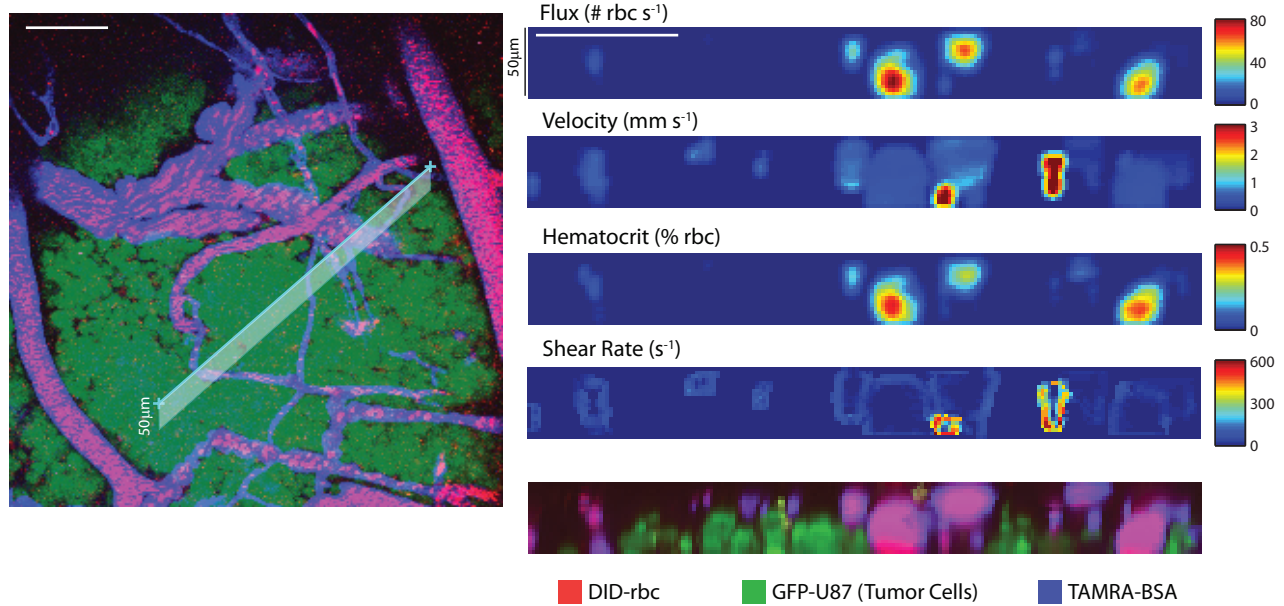 Flux (# rbc s⁻¹)
50μm
80
40
0
Velocity (mm s⁻¹)
3
2
1
0
Hematocrit (% rbc)
0.5
0
Shear Rate (s⁻¹)
600
300
0
50μm
DID-rbc
GFP-U87 (Tumor Cells)
TAMRA-BSA